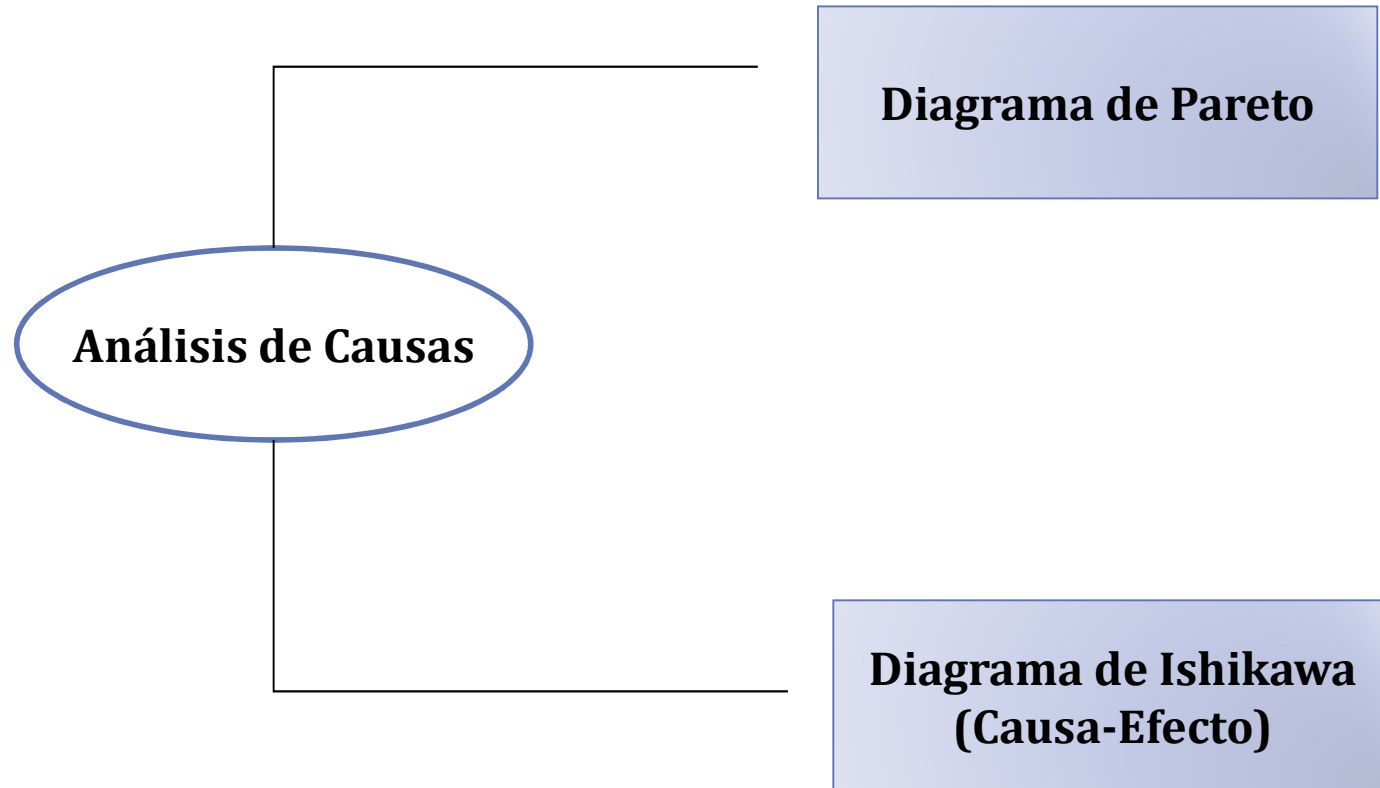 Diagrama de Pareto
Análisis de Causas
Diagrama de Ishikawa
(Causa-Efecto)